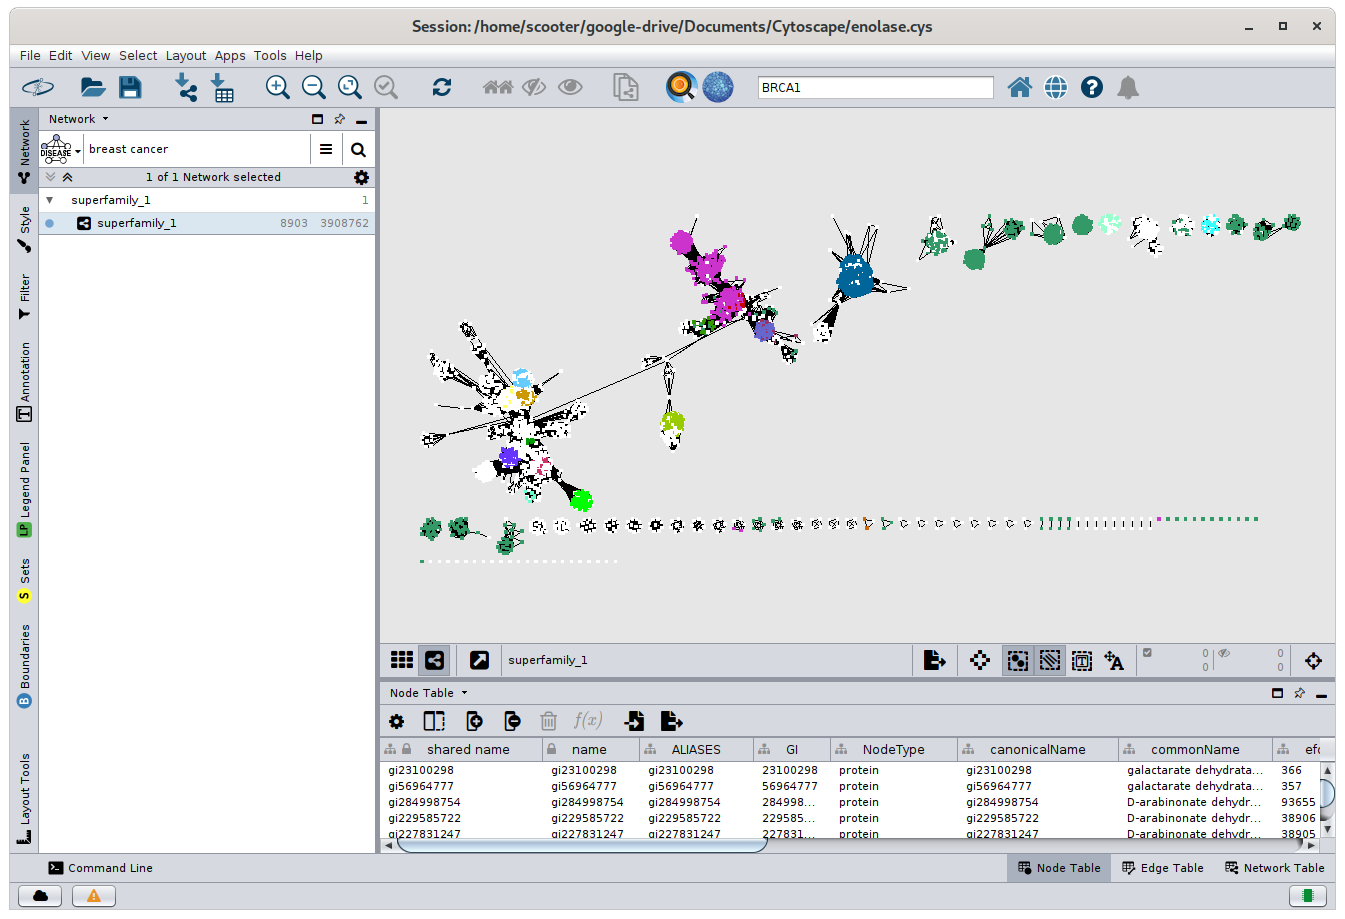 Session: /home/scooter/google-drive/Documents/Cytoscape/enolase.cys
File Edit View Select Layout Apps Tools Help
BRCA1
Network
DISEASE breast cancer
1 of 1 Network selected
superfamily_1 1
superfamily_1 8903 3908762
Network
Style
Filter
T Annotation
LP Legend Panel
S Sets
B Boundaries
Layout Tools
superfamily_1
T
A
0 0
0 0
Node Table
f(x)
shared name name ALIASES GI NodeType canonicalName commonName efc
gi23100298 gi23100298 gi23100298 23100298 protein gi23100298 galactarate dehydrata... 366
gi56964777 gi56964777 gi56964777 56964777 protein gi56964777 galactarate dehydrata... 357
gi284998754 gi284998754 gi284998754 284998... protein gi284998754 D-arabinonate dehydr... 93655
gi229585722 gi229585722 gi229585722 229585... protein gi229585722 D-arabinonate dehydr... 38906
gi227831247 gi227831247 gi227831247 227831... protein gi227831247 D-arabinonate dehydr... 38905
Command Line
Node Table Edge Table Network Table